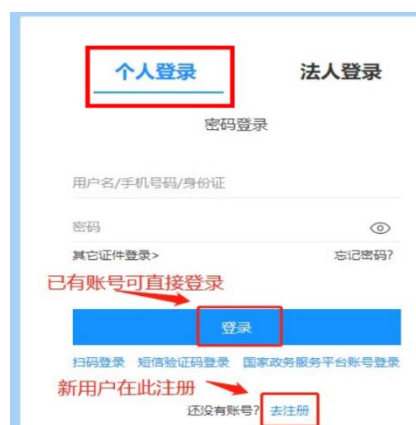 个人登录 法人登录
密码登录
用户名/手机号码/身份证
密码
其它证件登录> 忘记密码?
已有账号可直接登录
登录
扫码登录 短信验证码登录 国家政务服务平台账号登录
新用户在此注册
还没有账号? 去注册